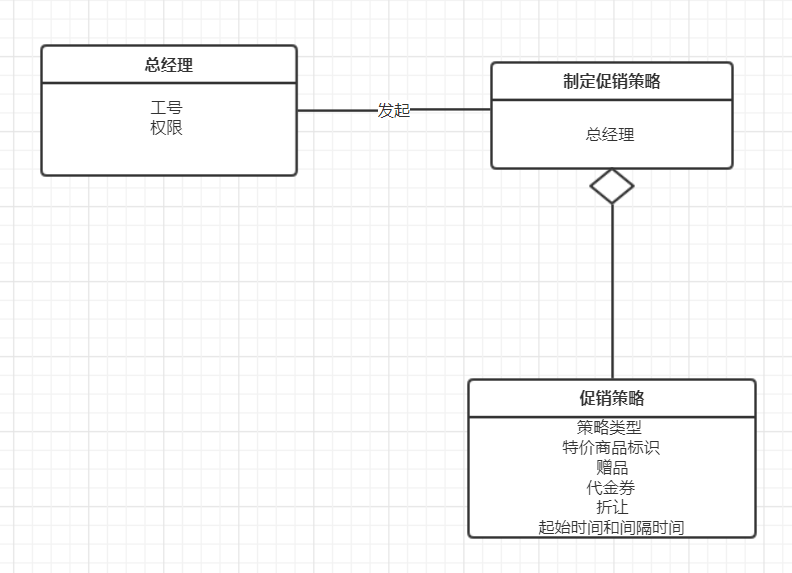 总经理
工号
权限
发起
制定促销策略
总经理
促销策略
策略类型
特价商品标识
赠品
代金券
折让
起始时间和间隔时间